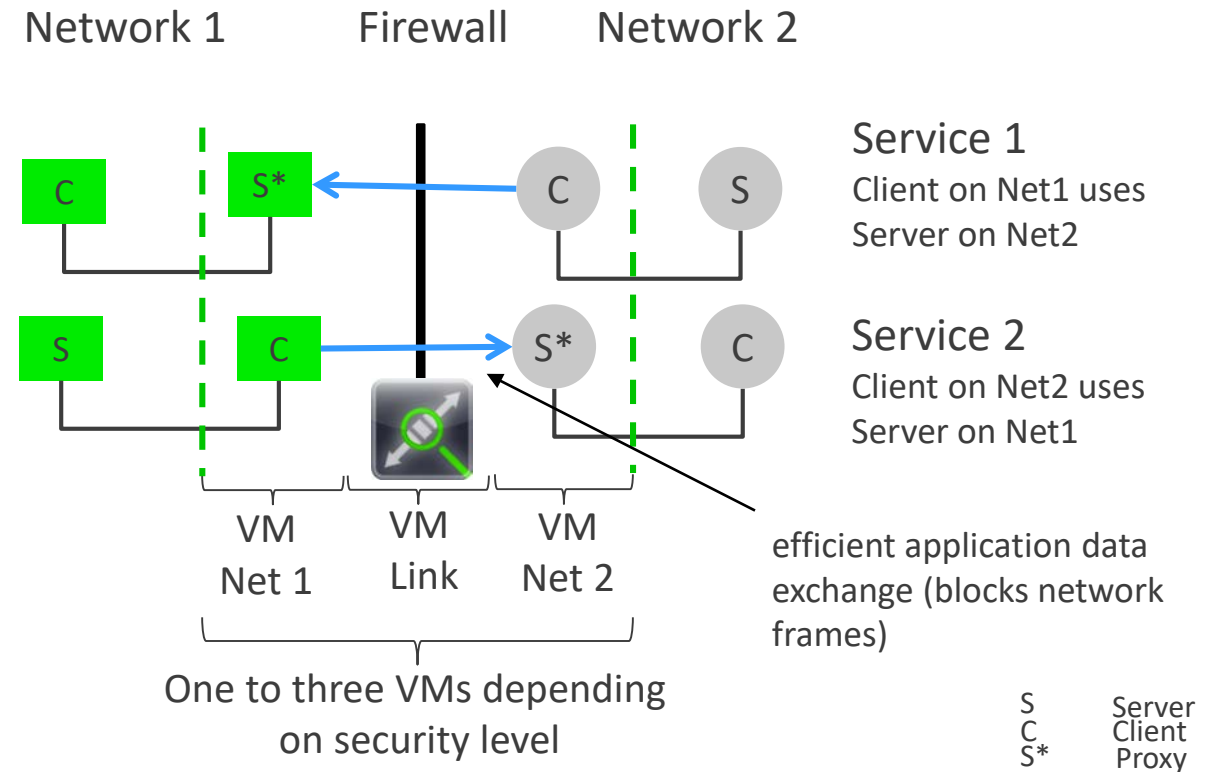 Network 1
Firewall
Network 2
C
S*
C
S
Service 1
Client on Net1 uses
Server on Net2
S
C
S*
C
Service 2
Client on Net2 uses
Server on Net1
VM
Net 1
VM
Link
VM
Net 2
efficient application data
exchange (blocks network
frames)
One to three VMs depending
on security level
S Server
C Client
S* Proxy